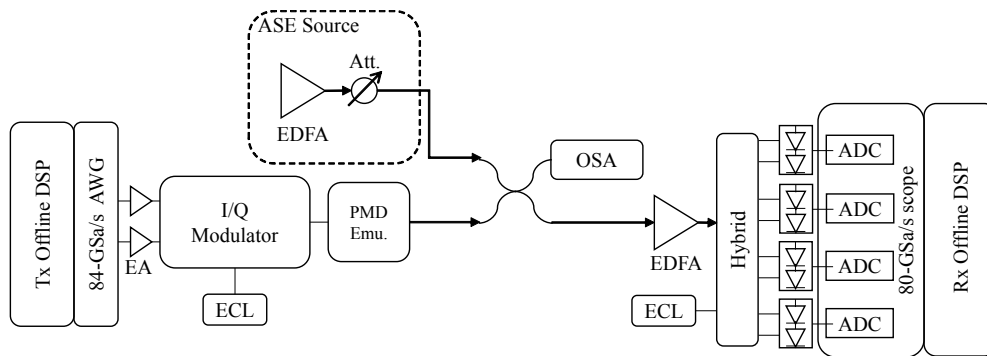 ASE Source
Att.
EDFA
Tx Offline DSP
84-GSa/s AWG
EA
I/Q
Modulator
ECL
PMD
Emu.
OSA
EDFA
ECL
Hybrid
ADC
ADC
ADC
ADC
80-GSa/s scope
Rx Offline DSP